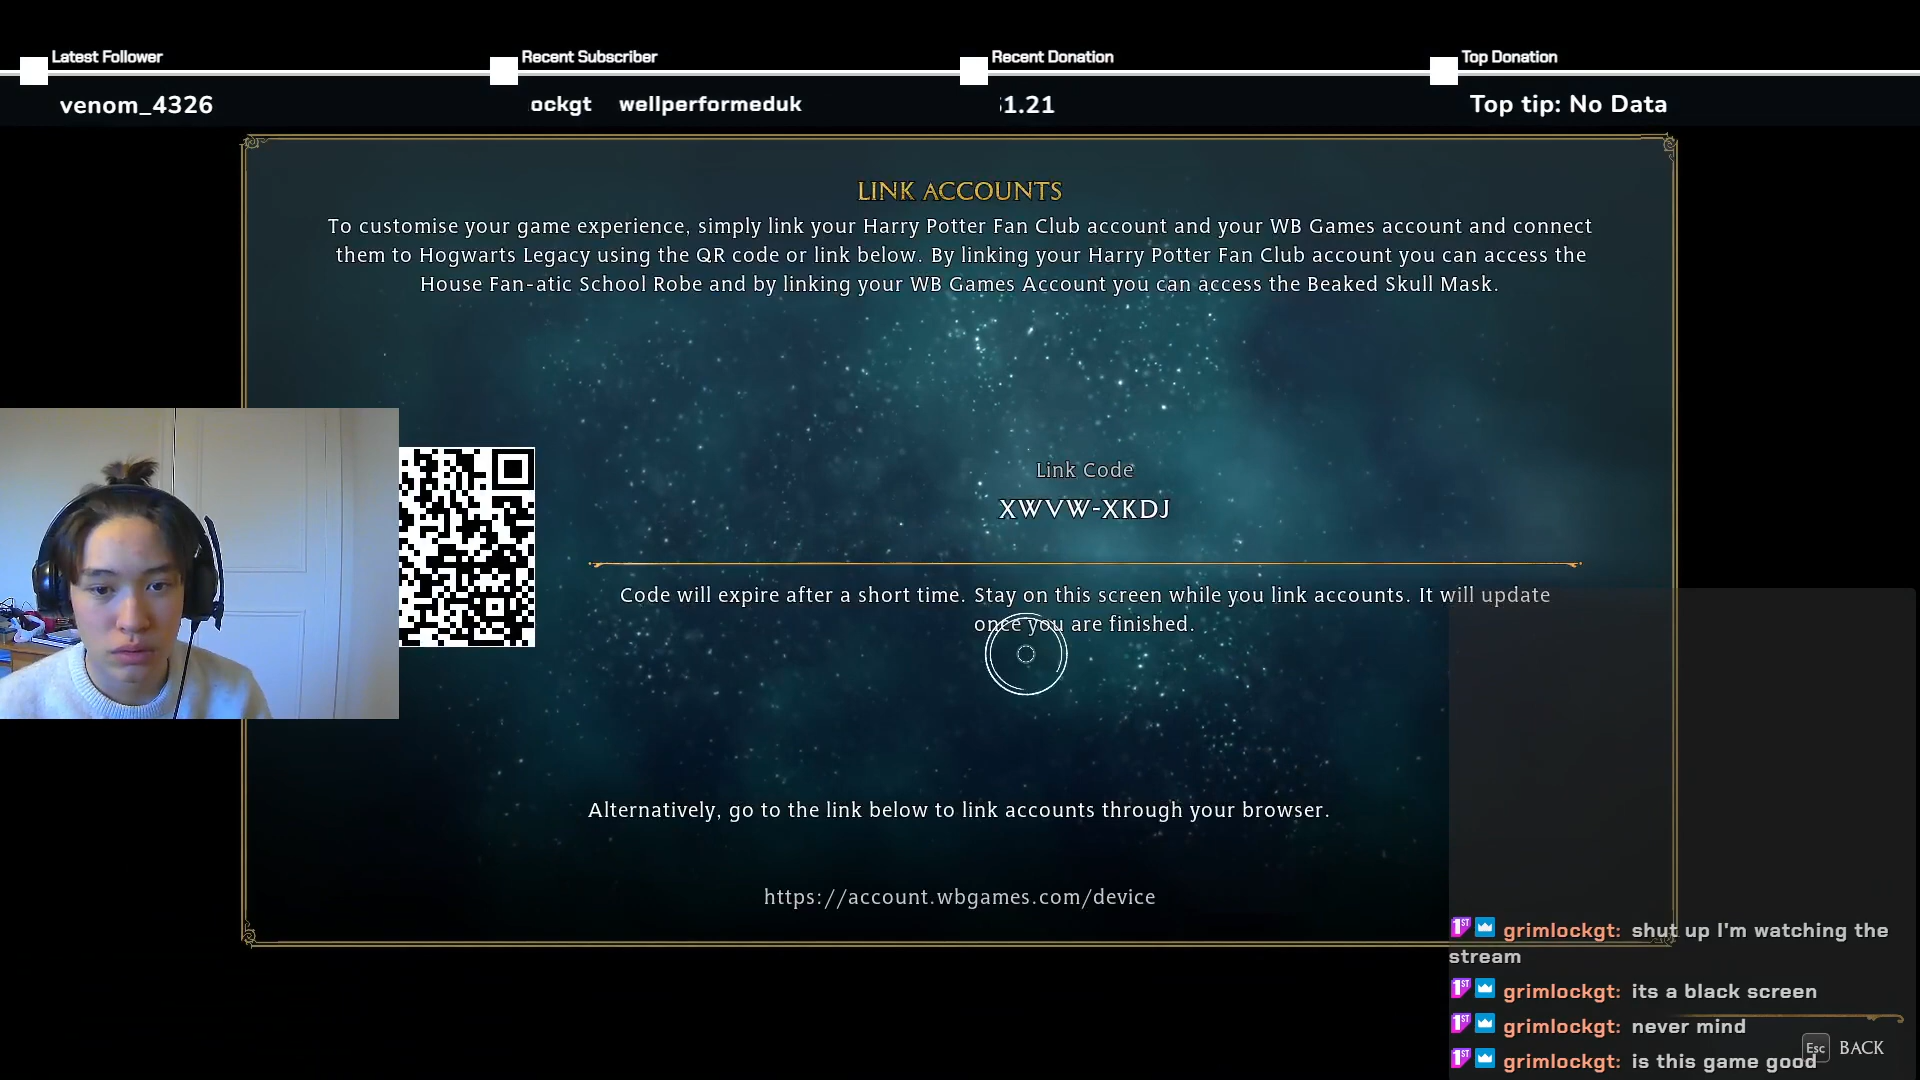 Latest Follower
Recent Subscriber
Recent Donation
Top Donation
venom_4326
ockgt wellperformeduk
1.21
Top tip: No Data
LINK ACCOUNTS
To customise your game experience, simply link your Harry Potter Fan Club account and your WB Games account and connect
them to Hogwarts Legacy using the QR code or link below. By linking your Harry Potter Fan Club account you can access the
House Fan-atic School Robe and by linking your WB Games Account you can access the Beaked Skull Mask.
Link Code
XWVW-XKDJ
Code will expire after a short time. Stay on this screen while you link accounts. It will update
once you are finished.
Alternatively, go to the link below to link accounts through your browser.
https://account.wbgames.com/device
1ST grimlockgt: shut up I'm watching the
stream
1ST grimlockgt: its a black screen
1ST grimlockgt: never mind
Esc BACK
1ST grimlockgt: is this game good